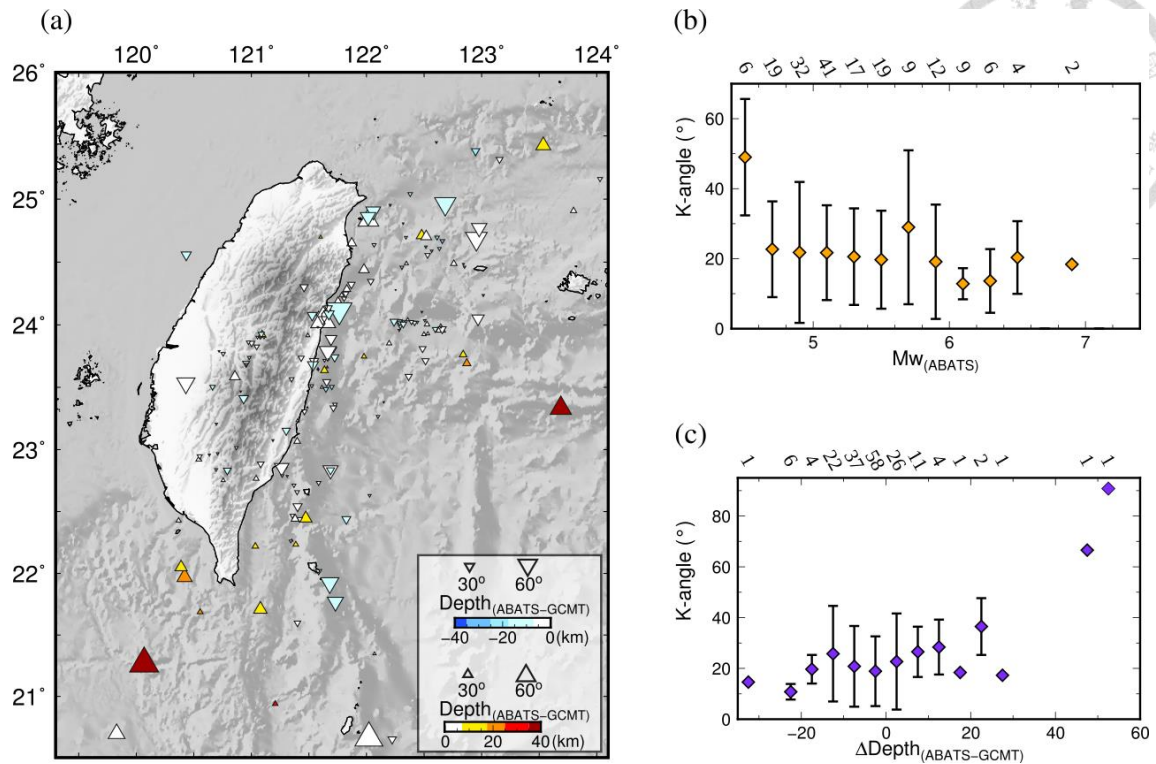 (a)
120° 121° 122° 123° 124°
26°
25°
24°
23°
22°
21°
30° 60°
Depth(ABATS-GCMT)
-40 -20 0(km)
30° 60°
Depth(ABATS-GCMT)
0 20 40 (km)
(b)
6 19 32 41 17 19 9 12 9 6 4 2
K-angle (°)
60
40
20
0
5 6 7
Mw(ABATS)
(c)
1 6 4 22 37 58 26 11 4 1 2 1 1 1
K-angle (°)
80
60
40
20
0
−20 0 20 40 60
ΔDepth(ABATS-GCMT)